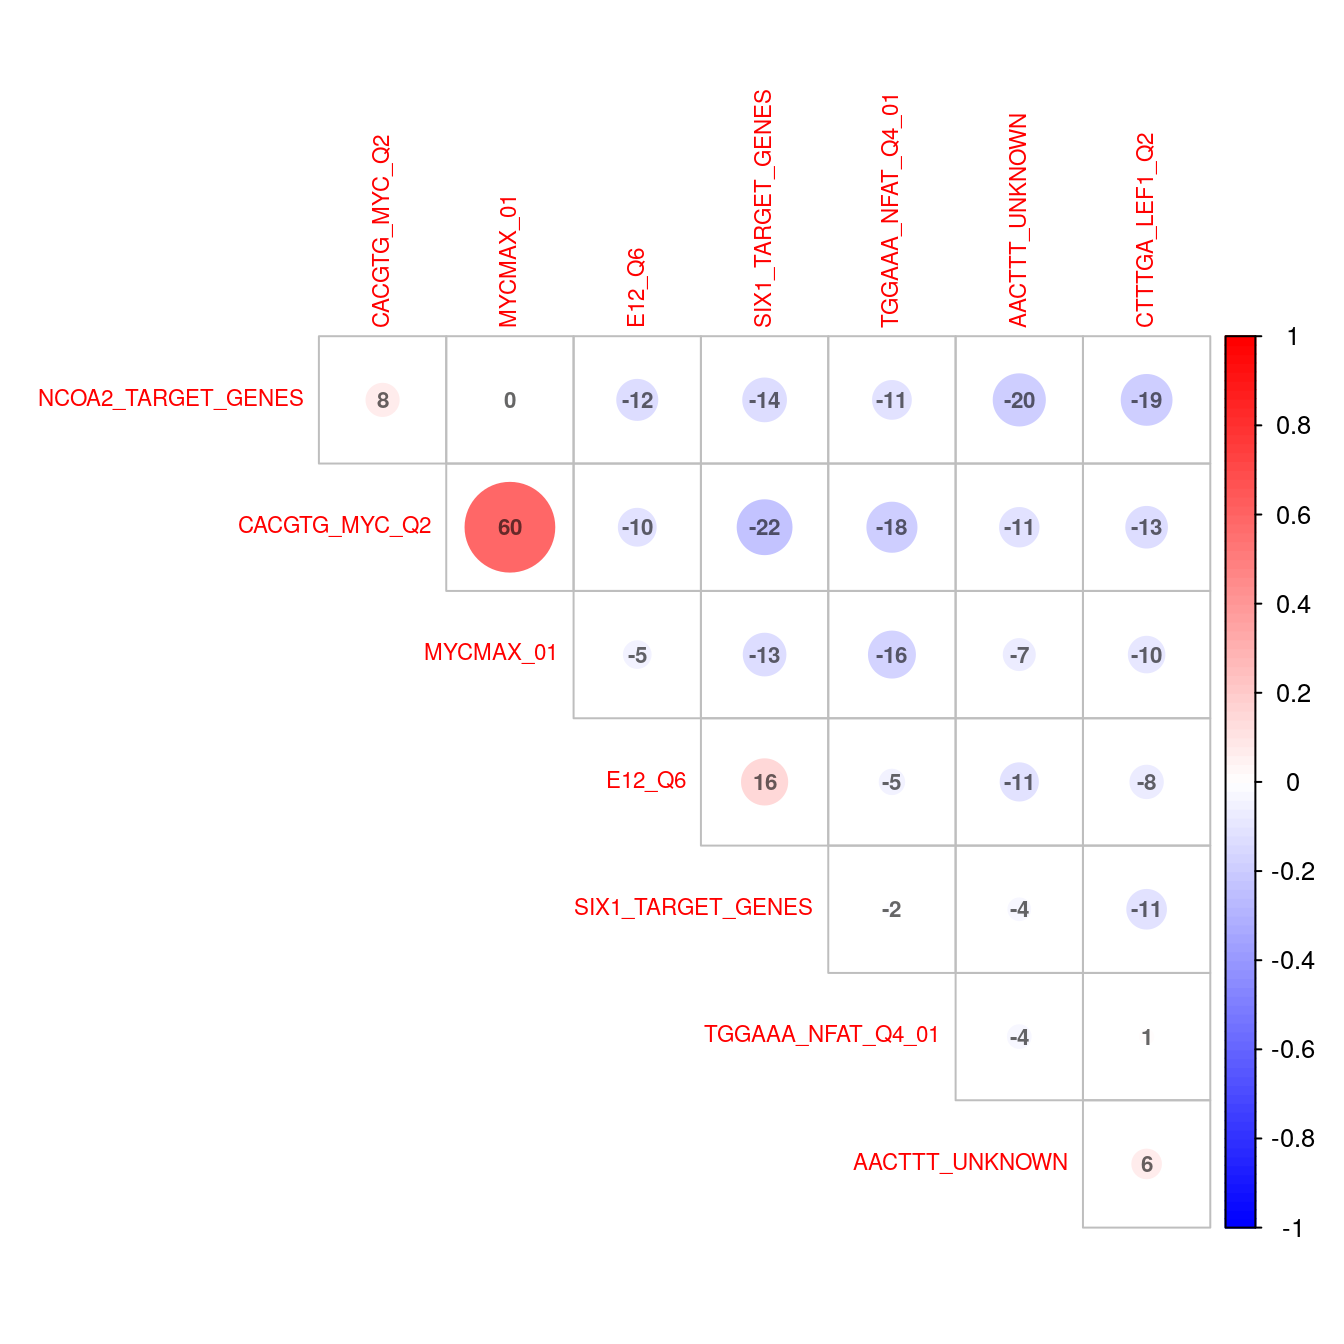 CACGTG_MYC_Q2
MYCMAX_01
E12_Q6
SIX1_TARGET_GENES
TGGAAA_NFAT_Q4_01
AACTTT_UNKNOWN
CTTTGA_LEF1_Q2
NCOA2_TARGET_GENES 8 0 -12 -14 -11 -20 -19
CACGTG_MYC_Q2 60 -10 -22 -18 -11 -13
MYCMAX_01 -5 -13 -16 -7 -10
E12_Q6 16 -5 -11 -8
SIX1_TARGET_GENES -2 -4 -11
TGGAAA_NFAT_Q4_01 -4 1
AACTTT_UNKNOWN 6
1
0.8
0.6
0.4
0.2
0
-0.2
-0.4
-0.6
-0.8
-1